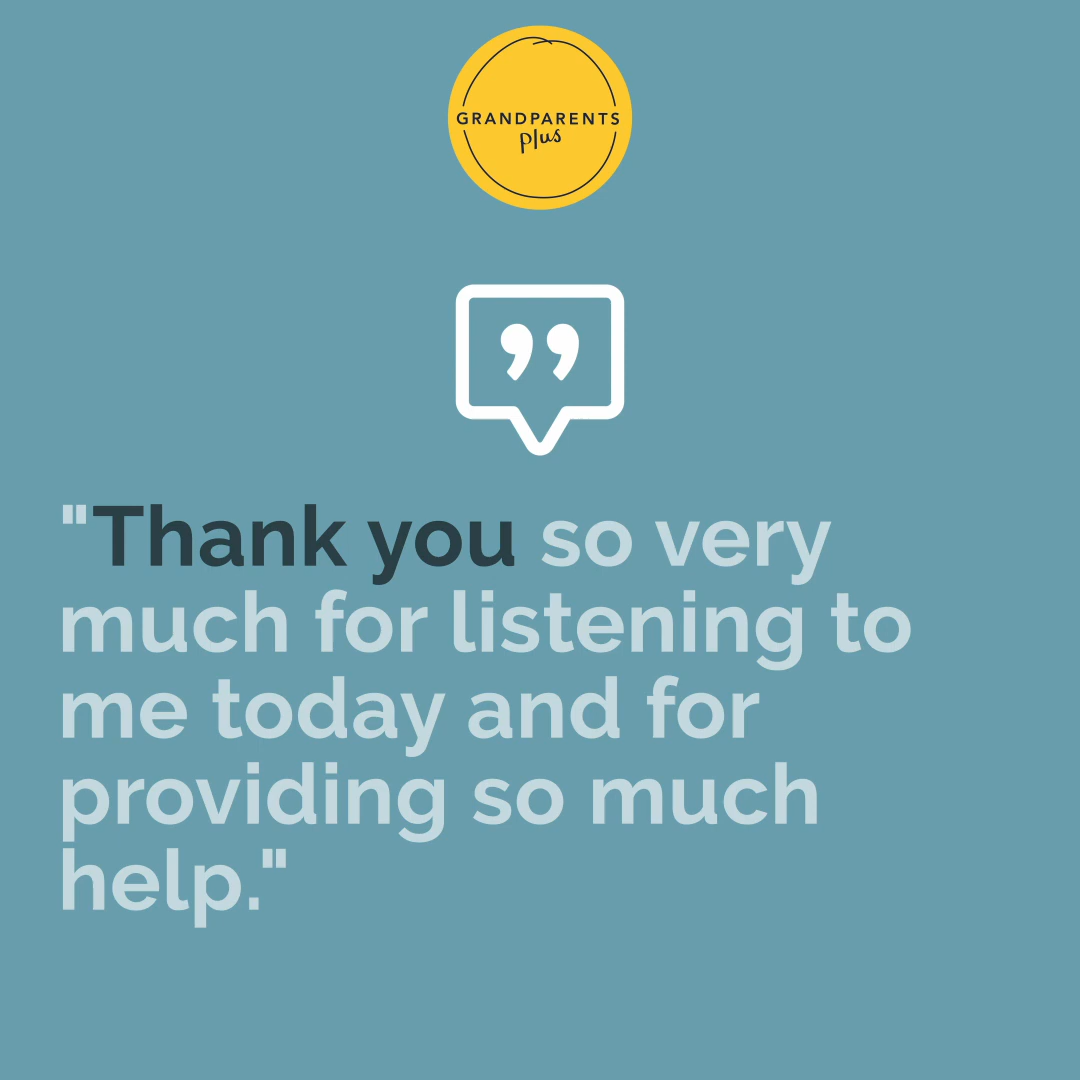 GRANDPARENTS
plus
"Thank you so very
much for listening to
me today and for
providing so much
help."